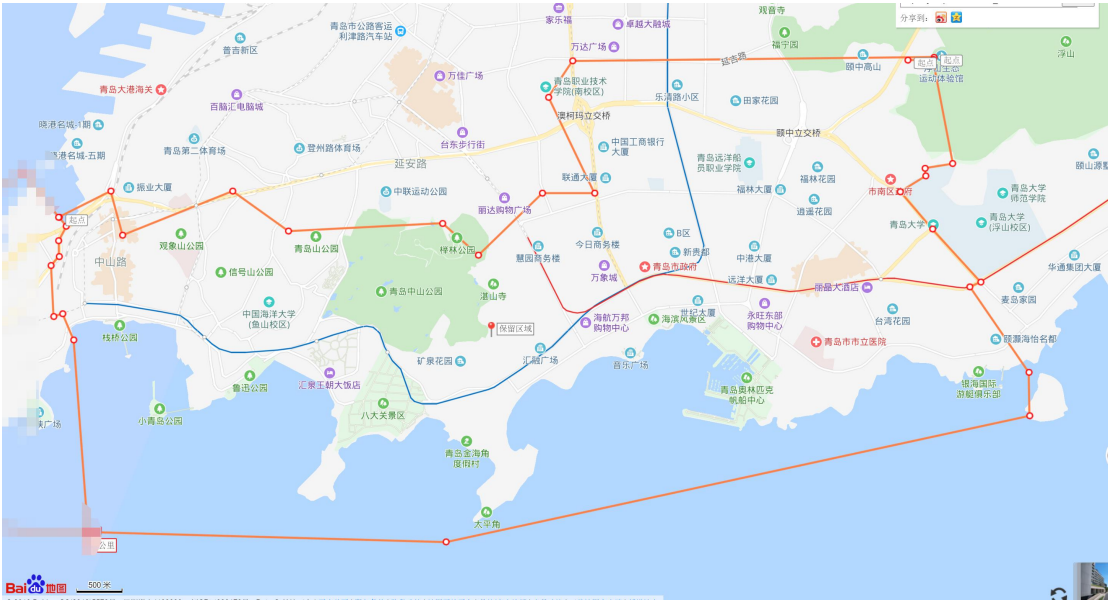 家乐福
观音寺
分享到:
青岛市公路客运
利津路汽车站
卓越大融城
普吉新区
万达广场
福宁园
浮山
延吉路
颐中高山
起点
起点
运动体验馆
万佳广场
青岛职业技术
学院(南校区)
青岛大港海关
乐清路小区
百脑汇电脑城
田家花园
澳柯玛立交桥
晓港名城-1期
颐中立交桥
台东步行街
中国工商银行
大厦
青岛第二体育场
登州路体育场
晓港名城-五期
延安路
青岛远洋船
员职业学院
联通大厦
福林花园
振业大厦
中联运动公园
福林大厦
市南区政府
青岛大学
师范学院
丽达购物广场
逍遥花园
起点
青岛大学
青岛大学
(浮山校区)
观象山公园
青岛山公园
榉林公园
今日商务楼
B区
慧园商务楼
新贵都
中港大厦
中山路
华通集团大厦
信号山公园
万象城
青岛市政府
远洋大厦
丽晶大酒店
麦岛家园
青岛中山公园
湛山寺
中国海洋大学
(鱼山校区)
世纪大厦
永旺东部
购物中心
台湾花园
海航万邦
购物中心
海滨风景区
保留区域
栈桥公园
青岛市市立医院
颐源海怡名都
汇融广场
音乐广场
矿泉花园
鲁迅公园
汇泉王朝大饭店
青岛奥林匹克
帆船中心
银海国际
游艇俱乐部
八大关景区
小青岛公园
青岛金海角
度假村
太平角
公里
Baidu地图
500米